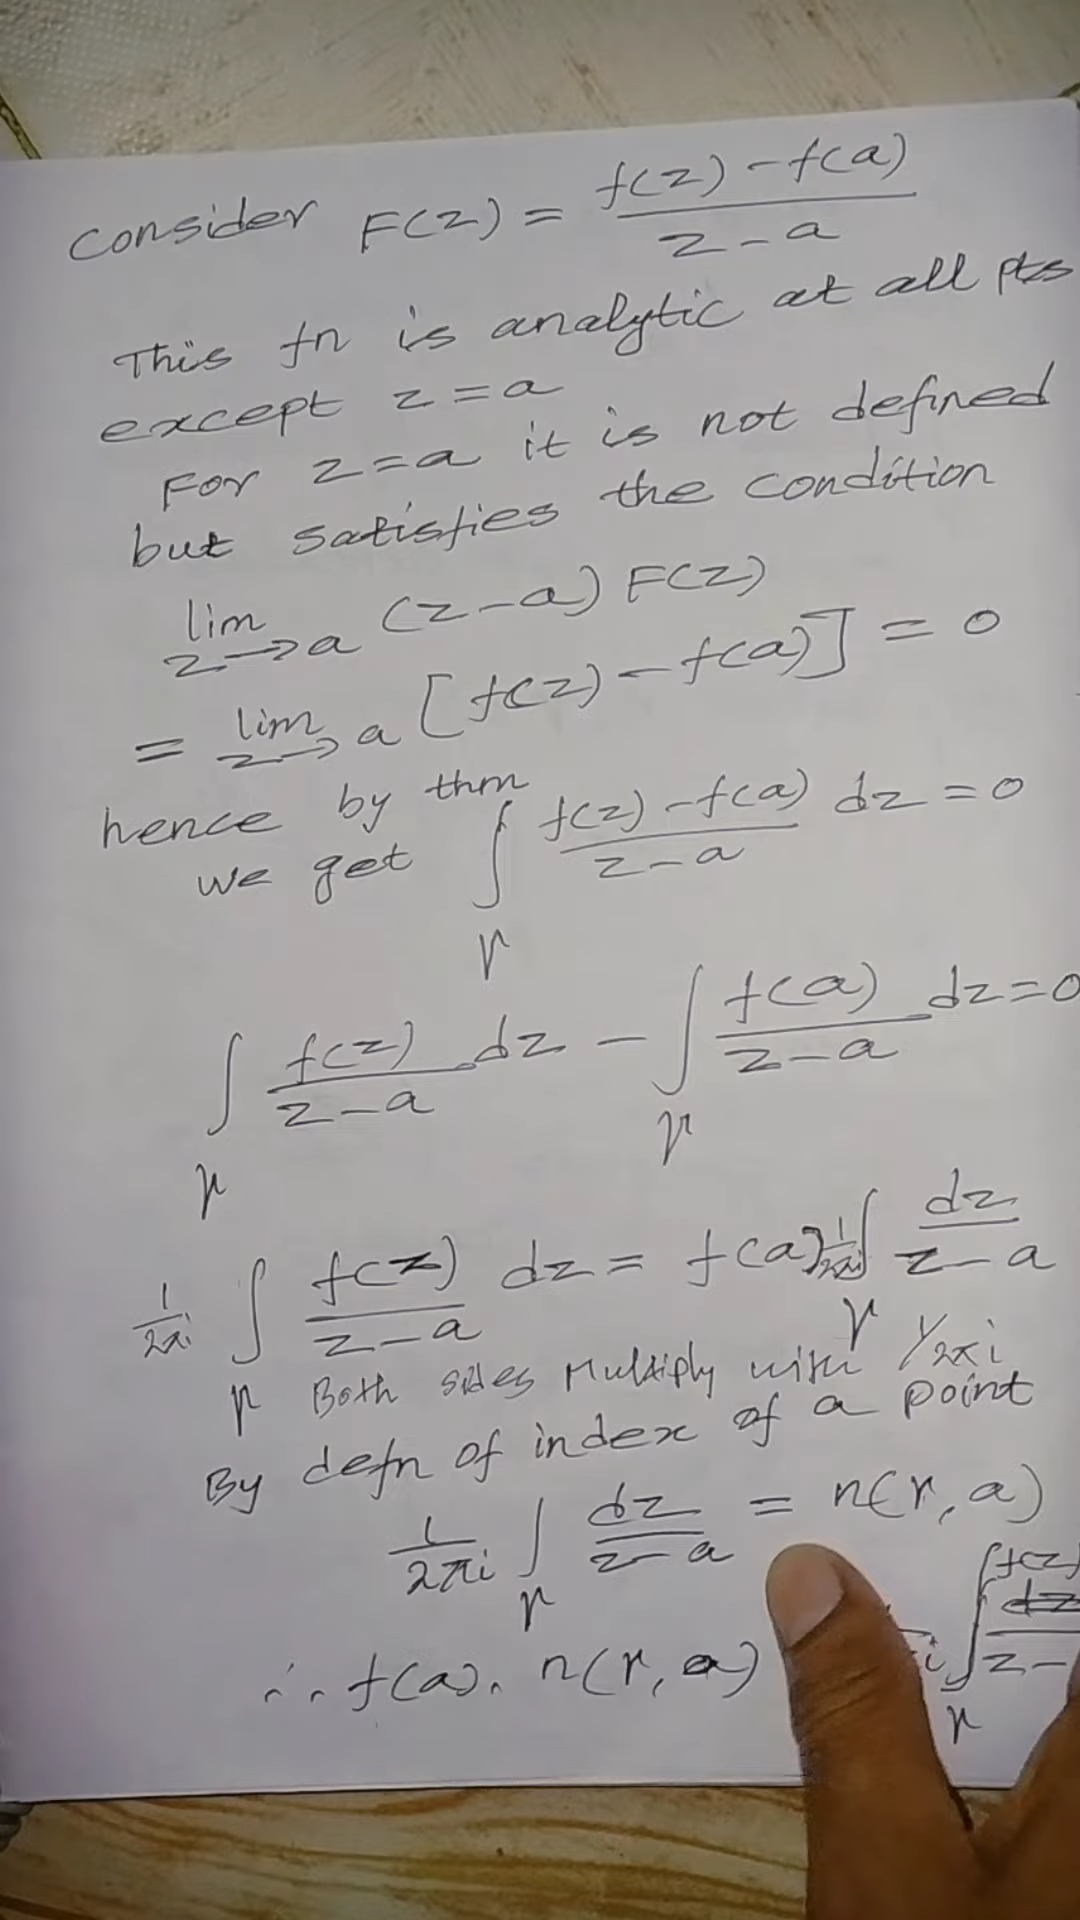 consider F(z) = f(z) - f(a) / z - a
This fn is analytic at all pts
except z = a
For z = a it is not defined
but satisfies the condition
lim z→a (z - a) F(z)
= lim z→a [f(z) - f(a)] = 0
hence by thm
we get ∫γ f(z) - f(a) / z - a dz = 0
∫γ f(z) / z - a dz - ∫γ f(a) / z - a dz = 0
1/2πi ∫γ f(z) / z - a dz = f(a) 1/2πi ∫γ dz / z - a
Both sides Multiply with 1/2πi
By defn of index of a point
1/2πi ∫γ dz / z - a = n(γ, a)
∴ f(a). n(γ, a) i ∫γ f(z) dz / z -